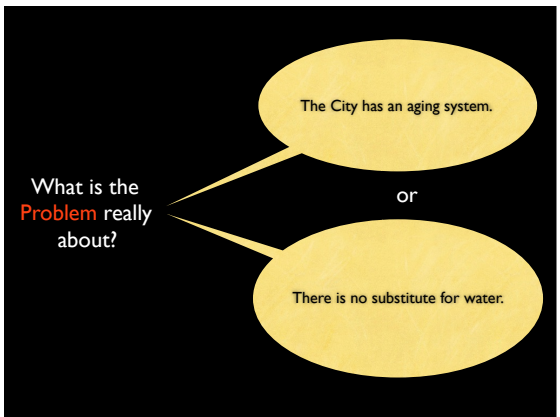 The City has an aging system.
What is the
Problem really
about?
or
There is no substitute for water.